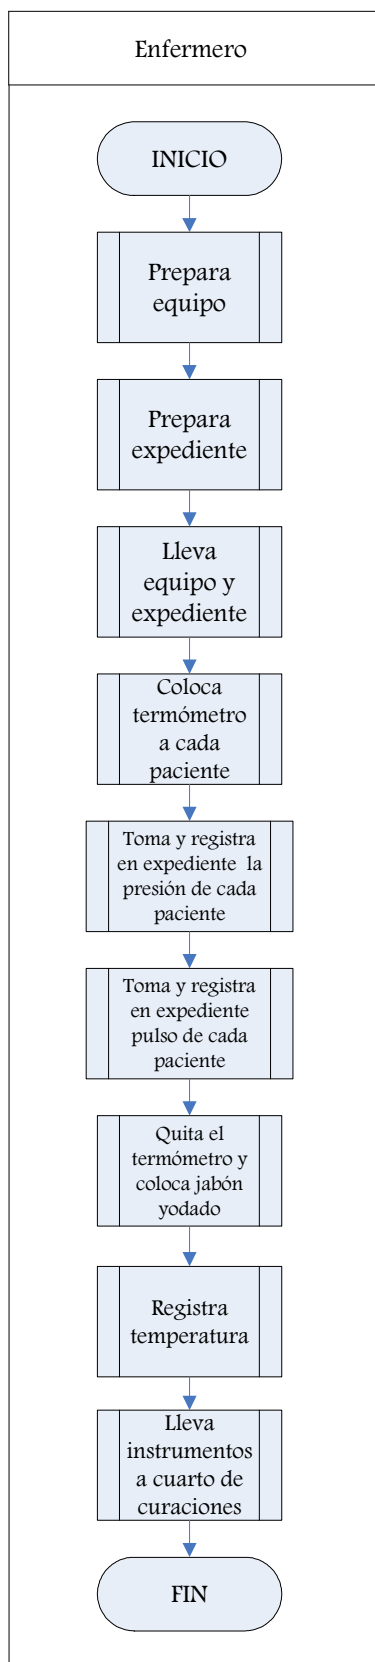 Enfermero
INICIO
Prepara
equipo
Prepara
expediente
Lleva
equipo y
expediente
Coloca
termómetro
a cada
paciente
Toma y registra
en expediente la
presión de cada
paciente
Toma y registra
en expediente
pulso de cada
paciente
Quita el
termómetro y
coloca jabón
yodado
Registra
temperatura
Lleva
instrumentos
a cuarto de
curaciones
FIN